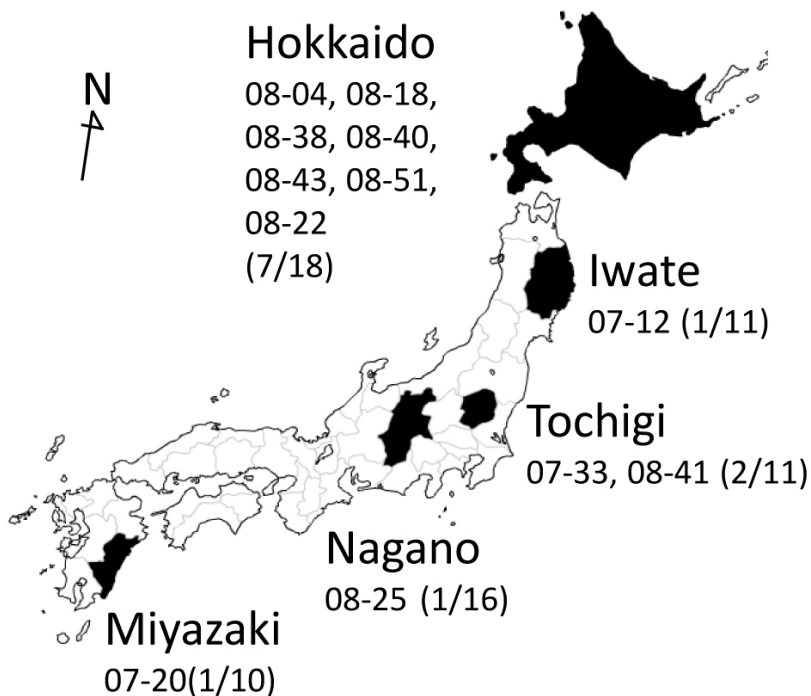 Hokkaido
08-04, 08-18,
08-38, 08-40,
08-43, 08-51,
08-22
(7/18)
N
Iwate
07-12 (1/11)
Tochigi
07-33, 08-41 (2/11)
Nagano
08-25 (1/16)
Miyazaki
07-20(1/10)